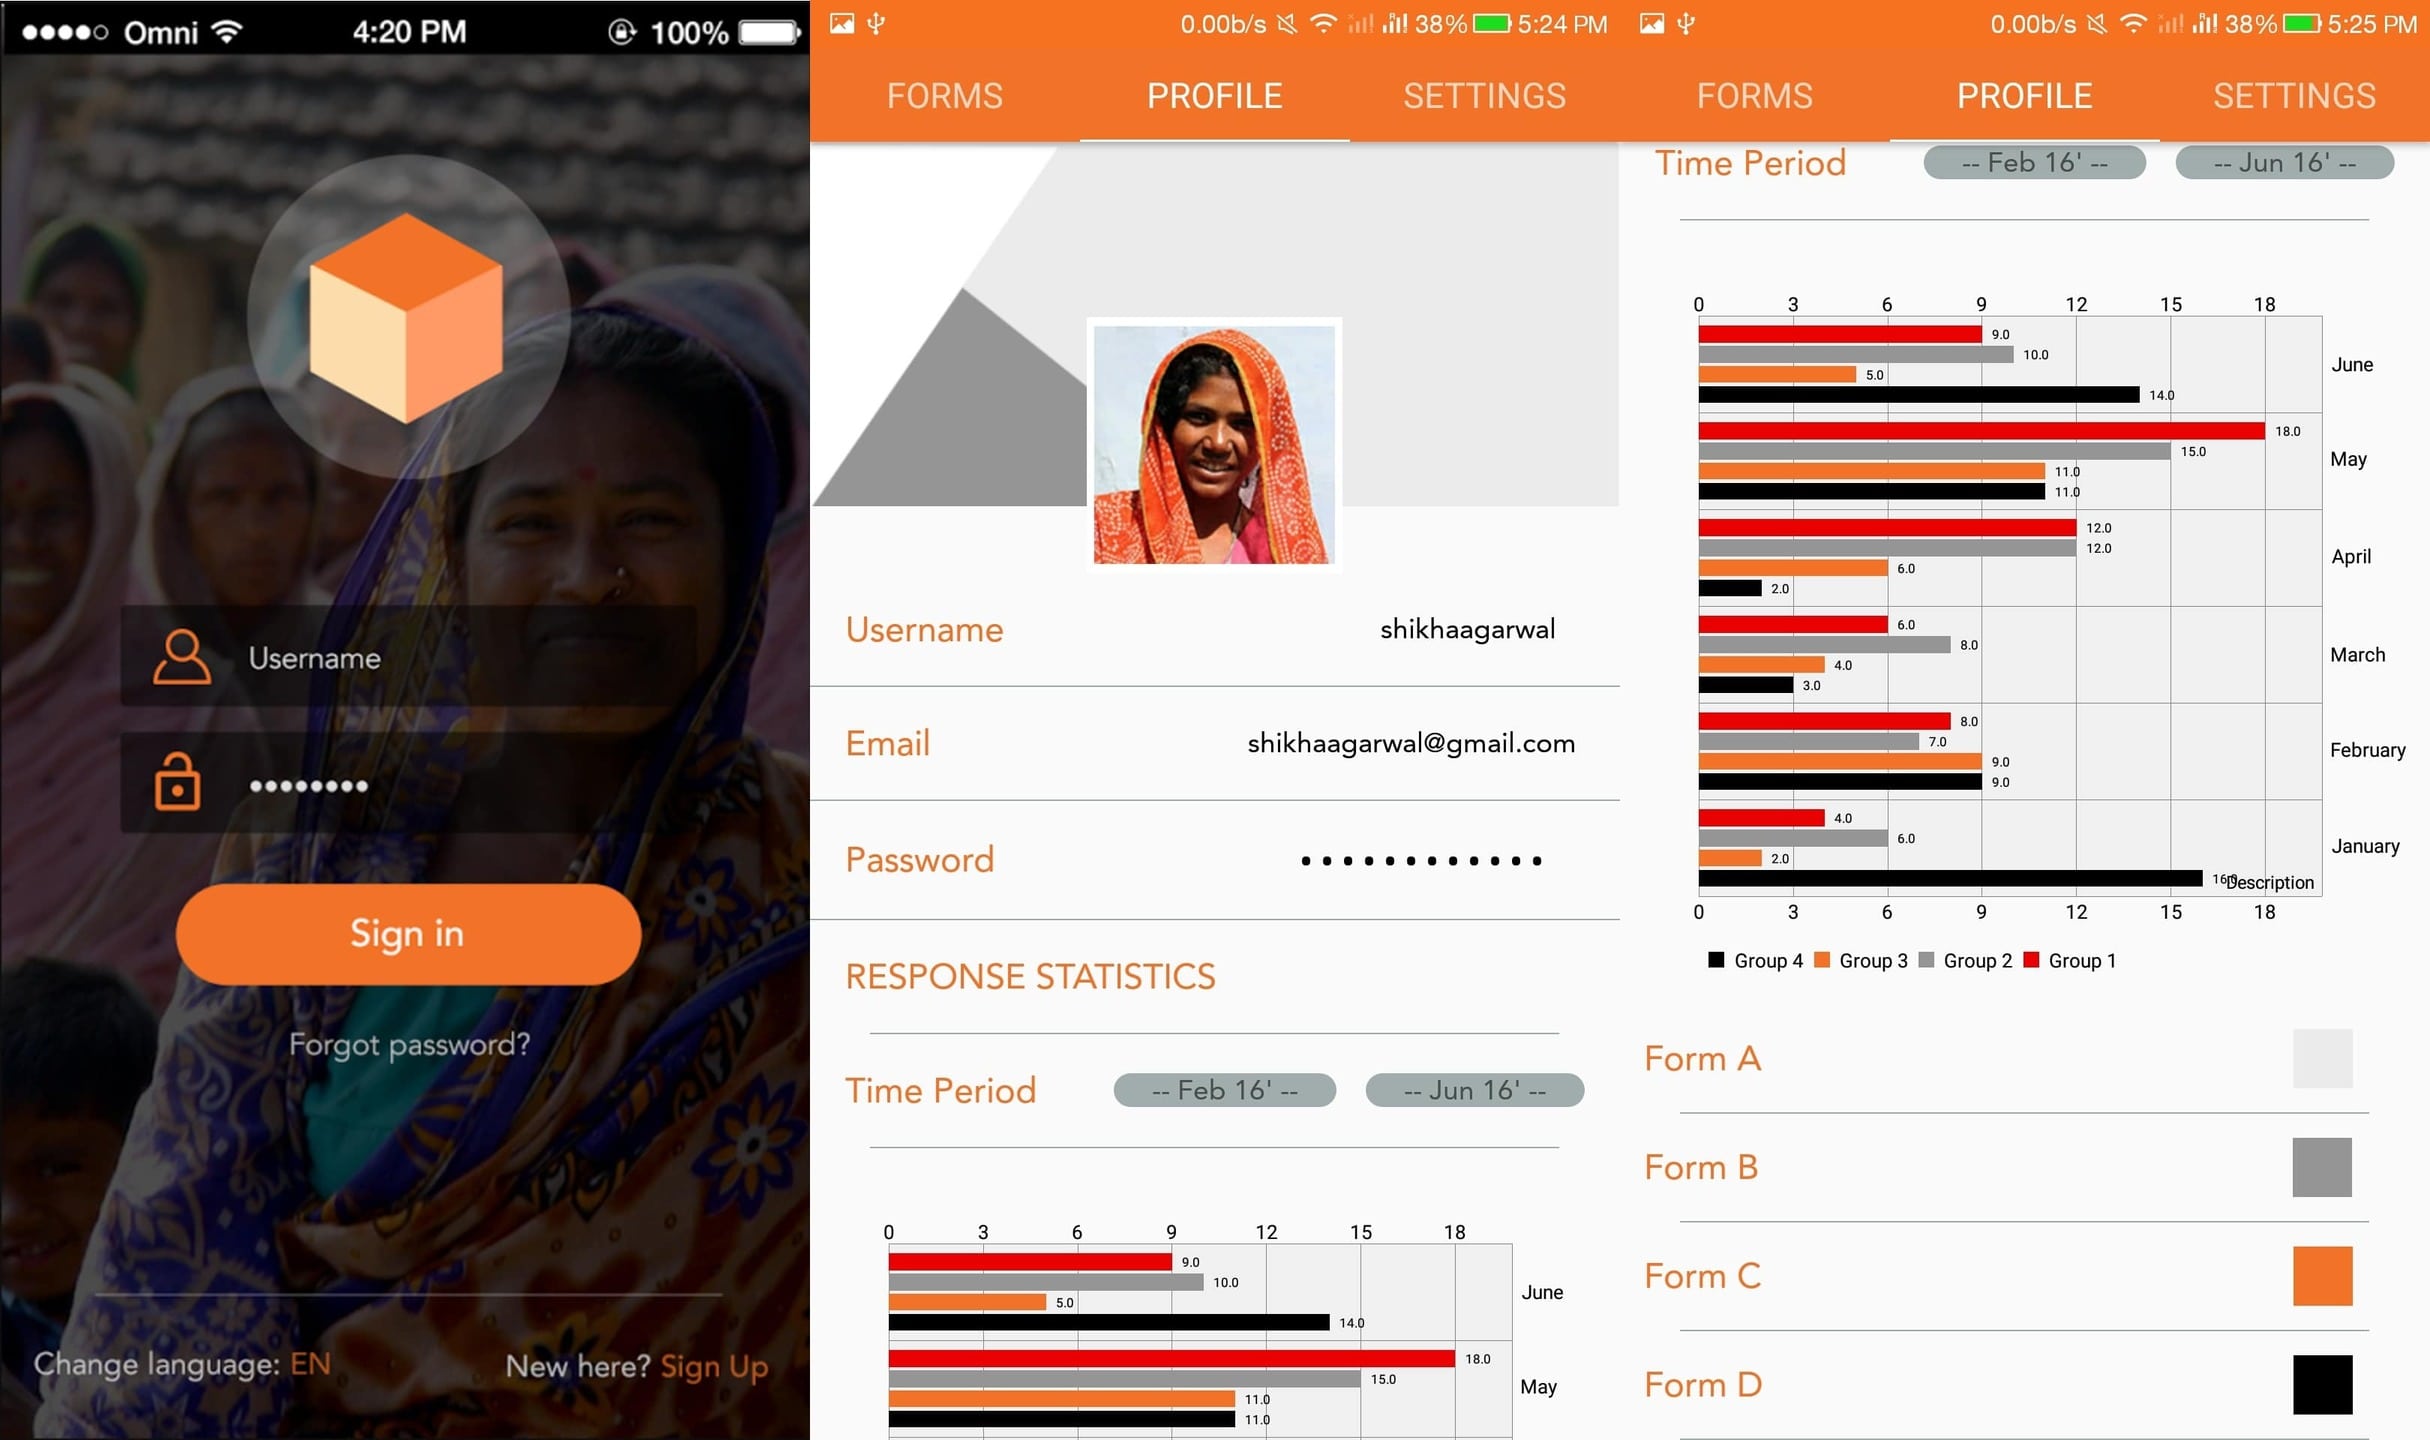 Omni 4:20 PM 100%
Username
••••••••
Sign in
Forgot password?
Change language: EN
New here? Sign Up
0.00b/s 38% 5:24 PM
FORMS PROFILE SETTINGS
Username shikhaagarwal
Email shikhaagarwal@gmail.com
Password ••••••••••••
RESPONSE STATISTICS
Time Period -- Feb 16' -- -- Jun 16' --
0 3 6 9 12 15 18
9.0
10.0
June
5.0
14.0
18.0
15.0
May
11.0
11.0
0.00b/s 38% 5:25 PM
FORMS PROFILE SETTINGS
Time Period -- Feb 16' -- -- Jun 16' --
0 3 6 9 12 15 18
9.0
10.0
June
5.0
14.0
18.0
15.0
May
11.0
11.0
12.0
12.0
April
6.0
2.0
6.0
8.0
March
4.0
3.0
8.0
7.0
February
9.0
9.0
4.0
6.0
January
2.0
16.0
Description
0 3 6 9 12 15 18
Group 4 Group 3 Group 2 Group 1
Form A
Form B
Form C
Form D